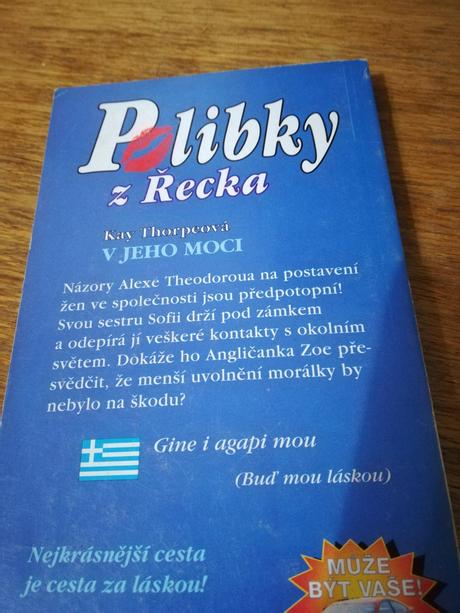 Polibky
z Řecka
Kay Thorpeová
V JEHO MOCI
Názory Alexe Theodoroua na postavení
žen ve společnosti jsou předpotopní!
Svou sestru Sofii drží pod zámkem
a odepírá jí veškeré kontakty s okolním
světem. Dokáže ho Angličanka Zoe pře-
svědčit, že menší uvolnění morálky by
nebylo na škodu?
Gine i agapi mou
(Buď mou láskou)
Nejkrásnější cesta
je cesta za láskou!
MŮŽE
BÝT VAŠE!